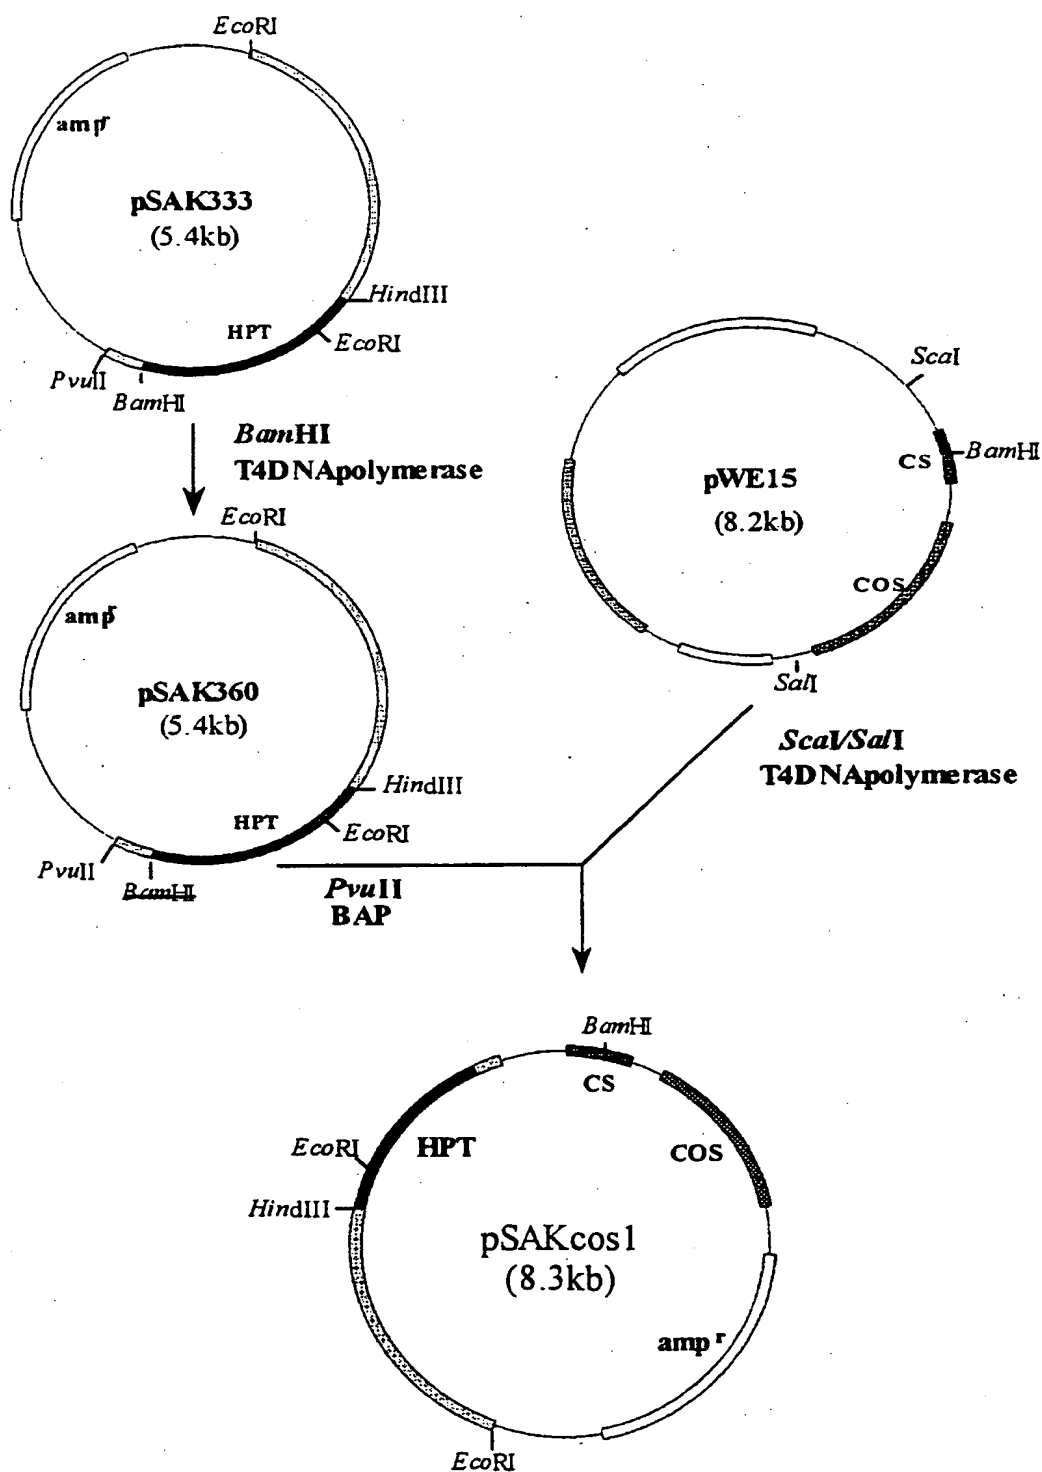 EcoRI
ampr
pSAK333
(5.4kb)
HindIII
HPT
EcoRI
PvuII
BamHI
BamHI
T4DNApolymerase
ScaI
CS
BamHI
pWE15
(8.2kb)
COS
SalI
EcoRI
ampr
pSAK360
(5.4kb)
HindIII
HPT
EcoRI
PvuII
BamHI
ScaI/SalI
T4DNApolymerase
PvuII
BAP
BamHI
CS
EcoRI
HPT
COS
HindIII
pSAKcos1
(8.3kb)
amp r
EcoRI